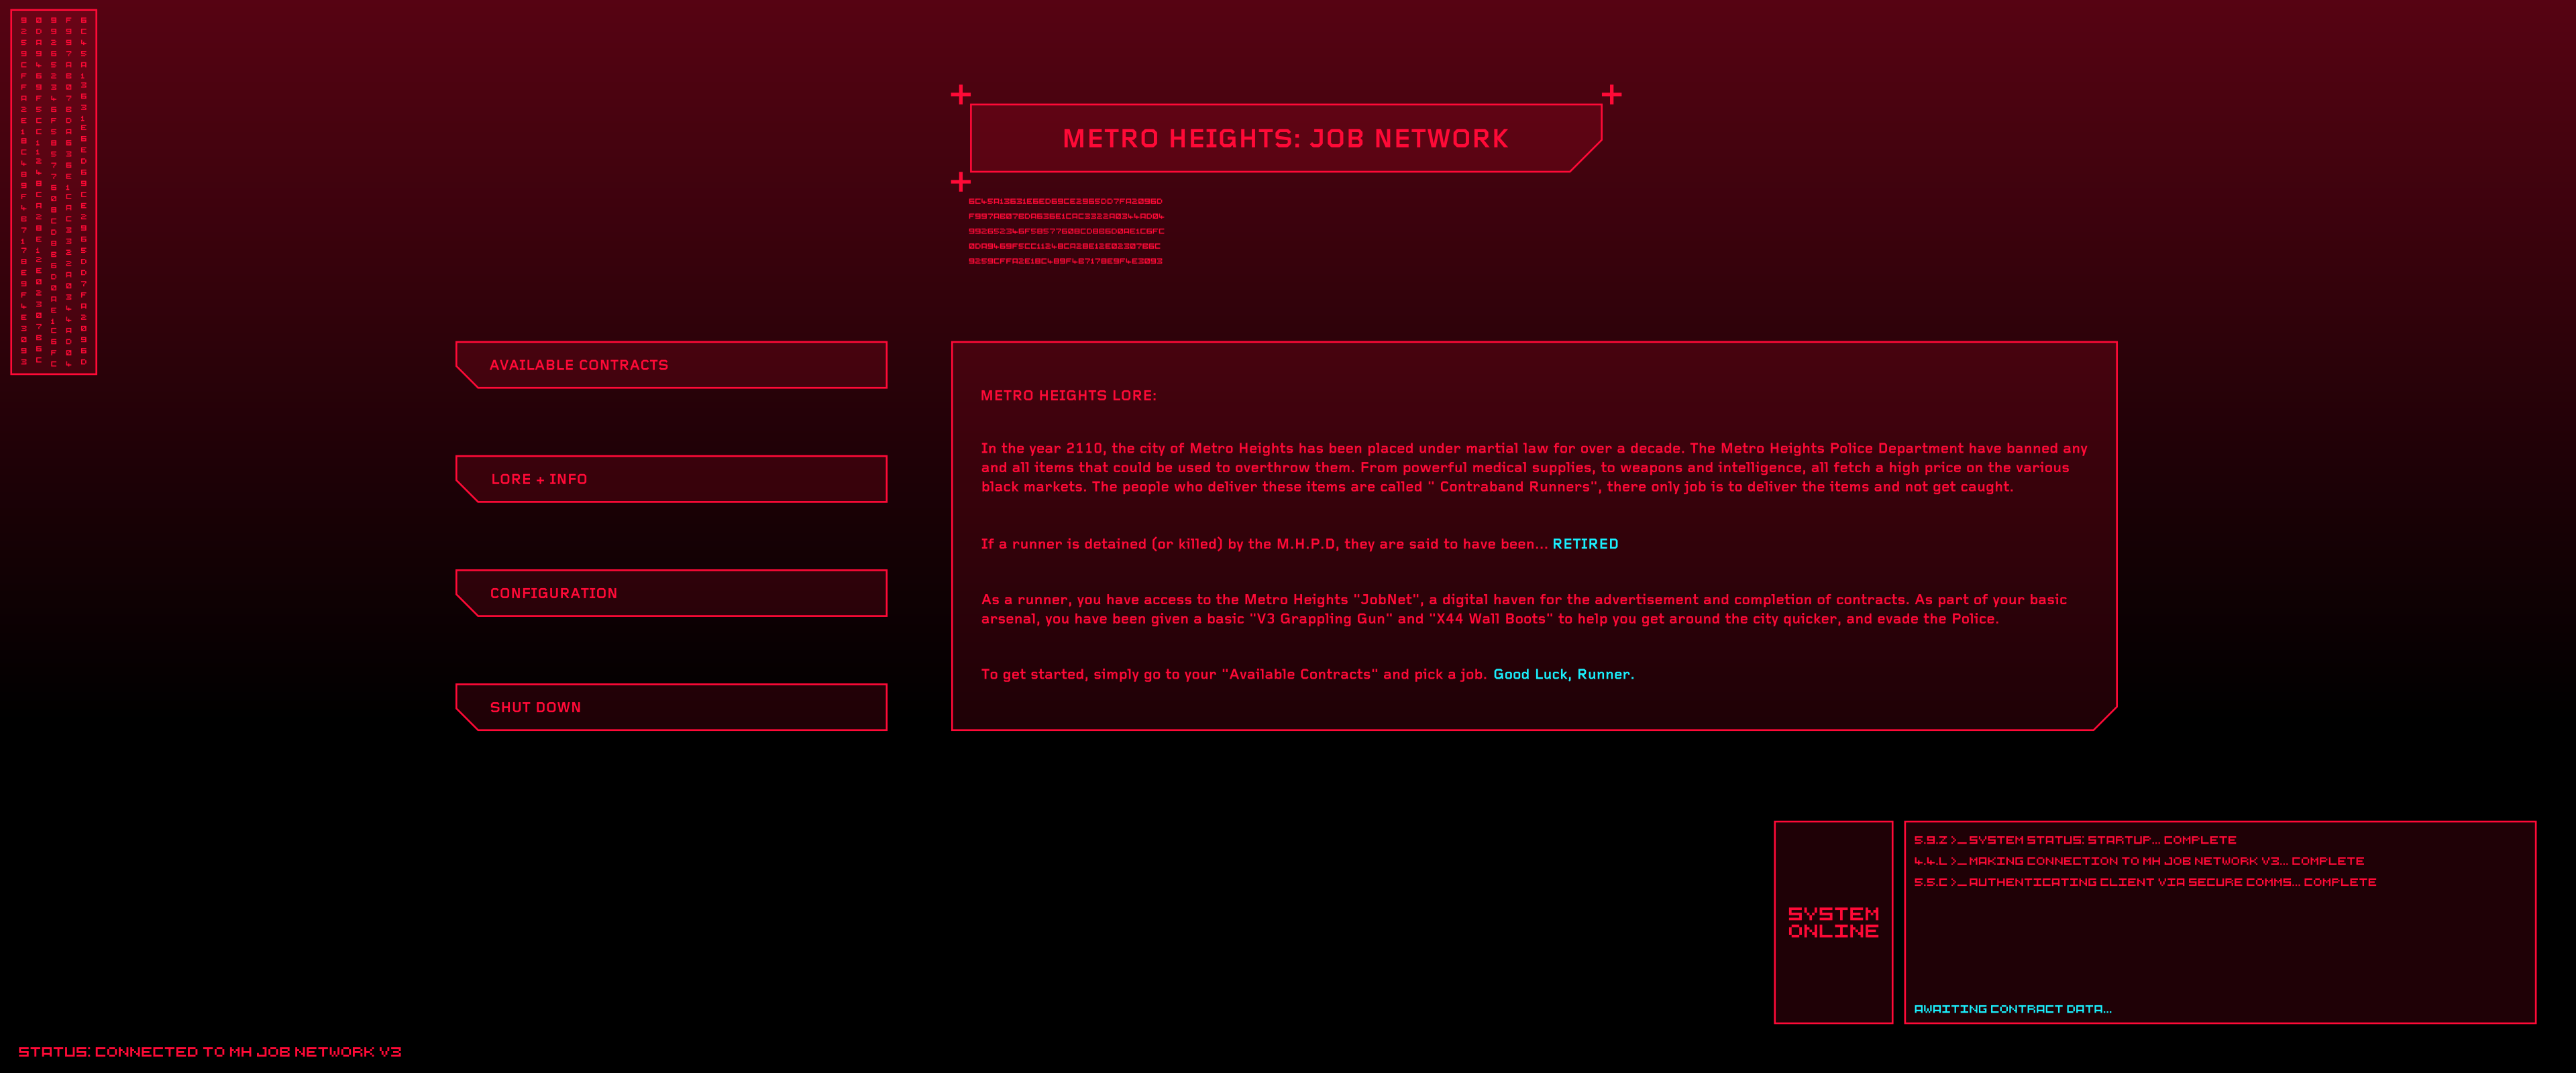 METRO HEIGHTS: JOB NETWORK
6C45A13631E6ED69CE2965DD7FA2096D
F997AB07BDA636E1CAC3322A0344AD04
992652346F58577608CD8E6D0AE1C6FC
9259CFFA2E18C489F4E7178E9F4E3093
AVAILABLE CONTRACTS
LORE + INFO
CONFIGURATION
SHUT DOWN
METRO HEIGHTS LORE:
In the year 2110, the city of Metro Heights has been placed under martial law for over a decade. The Metro Heights Police Department have banned any
and all items that could be used to overthrow them. From powerful medical supplies, to weapons and intelligence, all fetch a high price on the various
black markets. The people who deliver these items are called " Contraband Runners", there only job is to deliver the items and not get caught.
If a runner is detained (or killed) by the M.H.P.D, they are said to have been... RETIRED
As a runner, you have access to the Metro Heights "JobNet", a digital haven for the advertisement and completion of contracts. As part of your basic
arsenal, you have been given a basic "V3 Grappling Gun" and "X44 Wall Boots" to help you get around the city quicker, and evade the Police.
To get started, simply go to your "Available Contracts" and pick a job. Good Luck, Runner.
SYSTEM
ONLINE
5.9.Z >_ SYSTEM STATUS: STARTUP... COMPLETE
4.4.L >_ MAKING CONNECTION TO MH JOB NETWORK V3... COMPLETE
5.5.C >_ AUTHENTICATING CLIENT VIA SECURE COMMS... COMPLETE
AWAITING CONTRACT DATA...
STATUS: CONNECTED TO MH JOB NETWORK V3